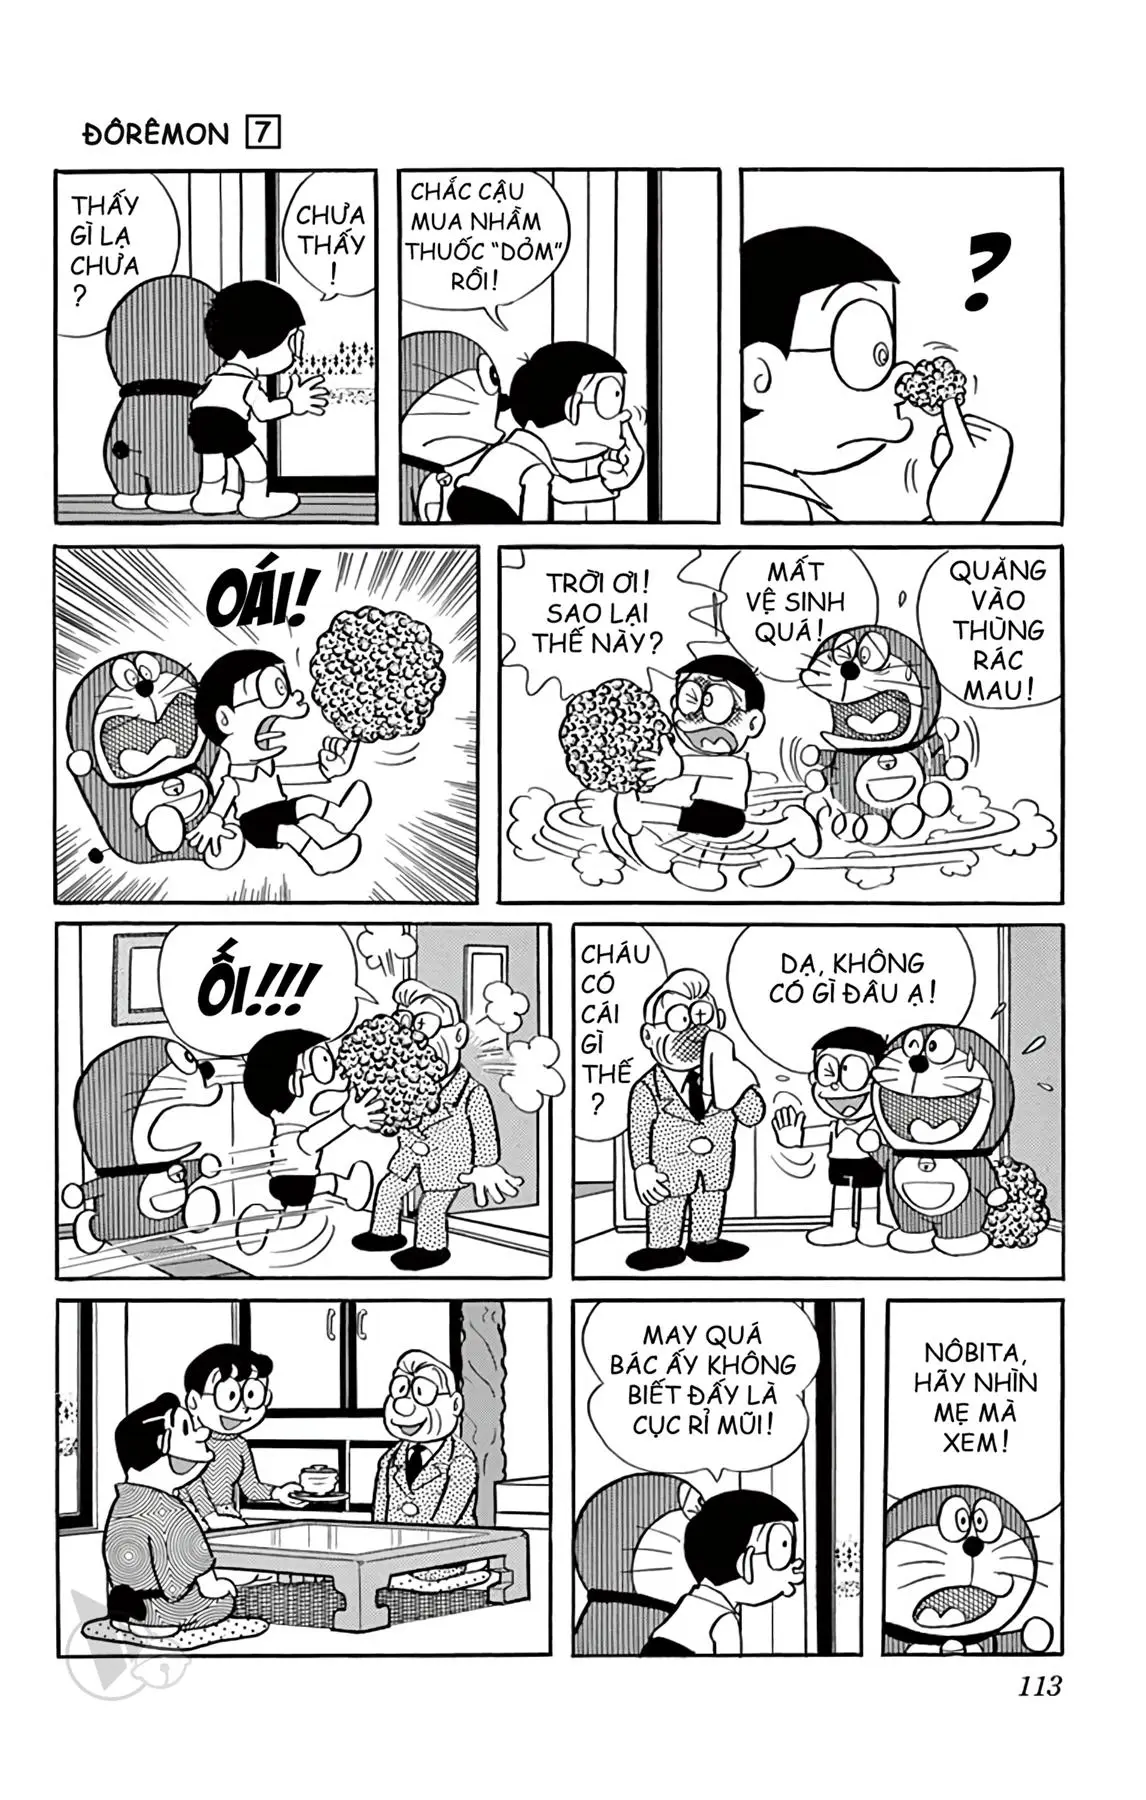 ĐÔRÊMON 7
THẤY
GÌ LẠ
CHƯA
?
CHƯA
THẤY
!
CHẮC CẬU
MUA NHẦM
THUỐC "DỎM"
RỒI!
?
OÁI!
TRỜI ƠI!
SAO LẠI
THẾ NÀY?
MẤT
VỆ SINH
QUÁ!
QUĂNG
VÀO
THÙNG
RÁC
MAU!
ỐI!!!
CHÁU
CÓ
CÁI
GÌ
THẾ
?
DẠ, KHÔNG
CÓ GÌ ĐÂU Ạ!
MAY QUÁ
BÁC ẤY KHÔNG
BIẾT ĐẤY LÀ
CỤC RỈ MŨI!
NÔBITA,
HÃY NHÌN
MẸ MÀ
XEM!
113